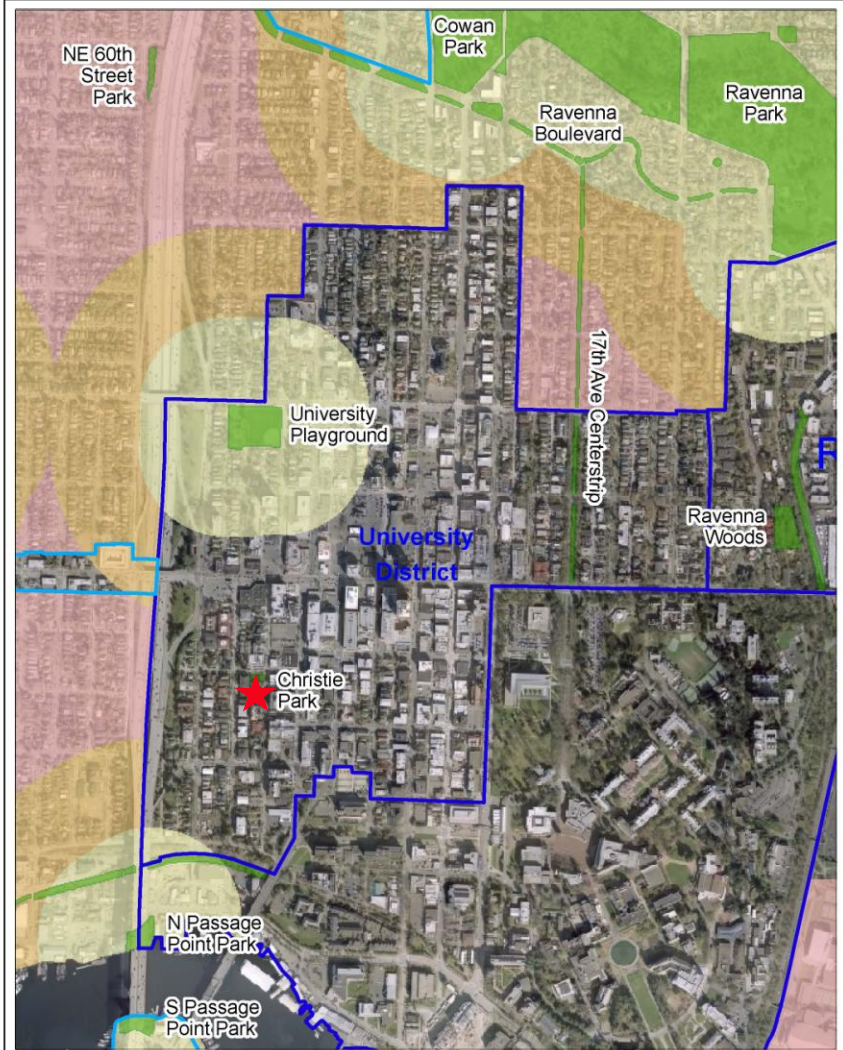 Cowan
Park
NE 60th
Street
Park
Ravenna
Boulevard
Ravenna
Park
17th Ave Centerstrip
University
Playground
R
Ravenna
Woods
University
District
Christie
Park
N Passage
Point Park
S Passage
Point Park